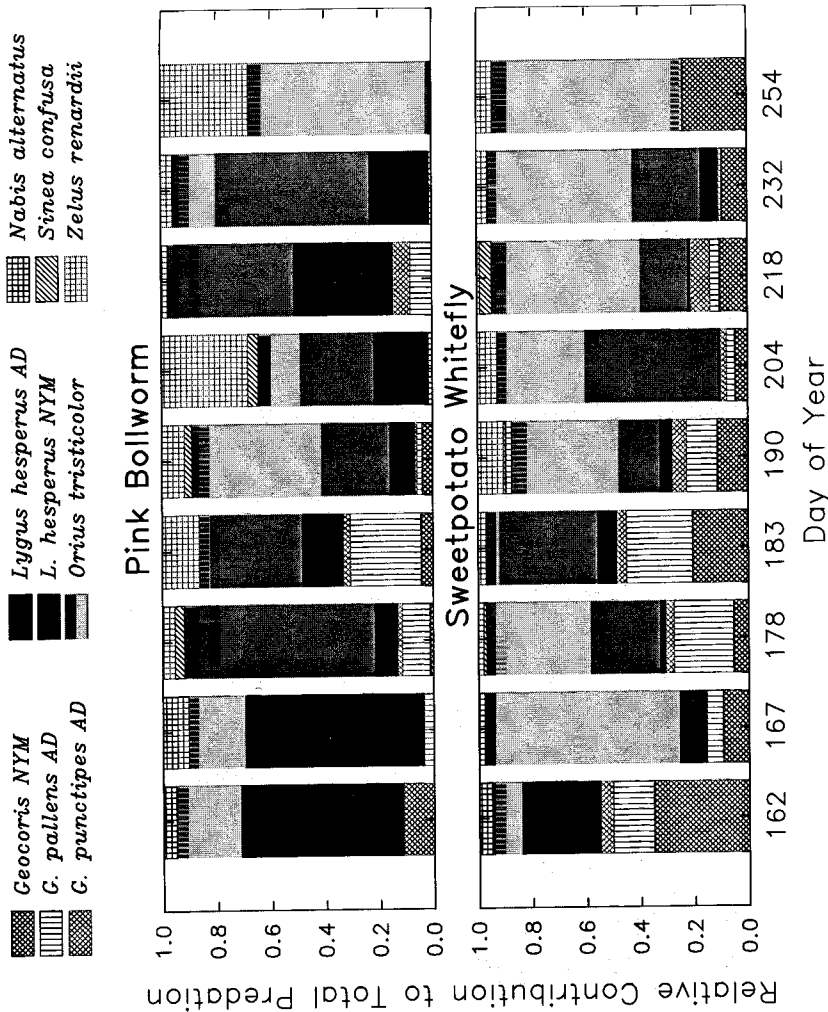 Geocoris NYM
G. pallens AD
G. punctipes AD
Lygus hesperus AD
L. hesperus NYM
Orius tristicolor
Nabis alternatus
Sinea confusa
Zelus renardii
Pink Bollworm
1.0
0.8
0.6
0.4
0.2
0.0
Sweetpotato Whitefly
1.0
0.8
0.6
0.4
0.2
0.0
Relative Contribution to Total Predation
162 167 178 183 190 204 218 232 254
Day of Year